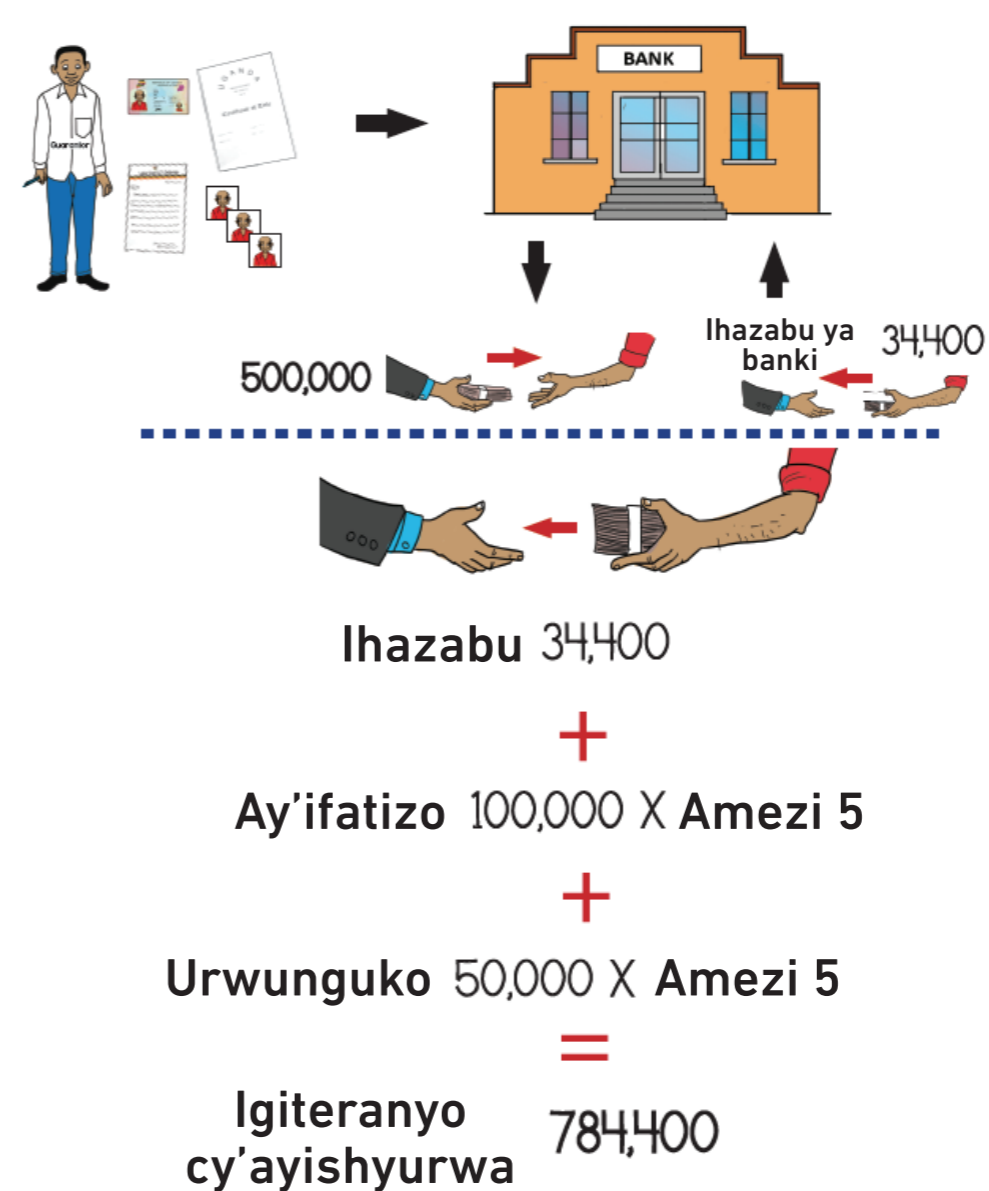 BANK
Guarantor
UGANDA
500,000
Ihazabu ya
banki
34,400
Ihazabu 34,400
+
Ay’ifatizo 100,000 X Amezi 5
+
Urwunguko 50,000 X Amezi 5
=
Igiteranyo
cy’ayishyurwa
784,400